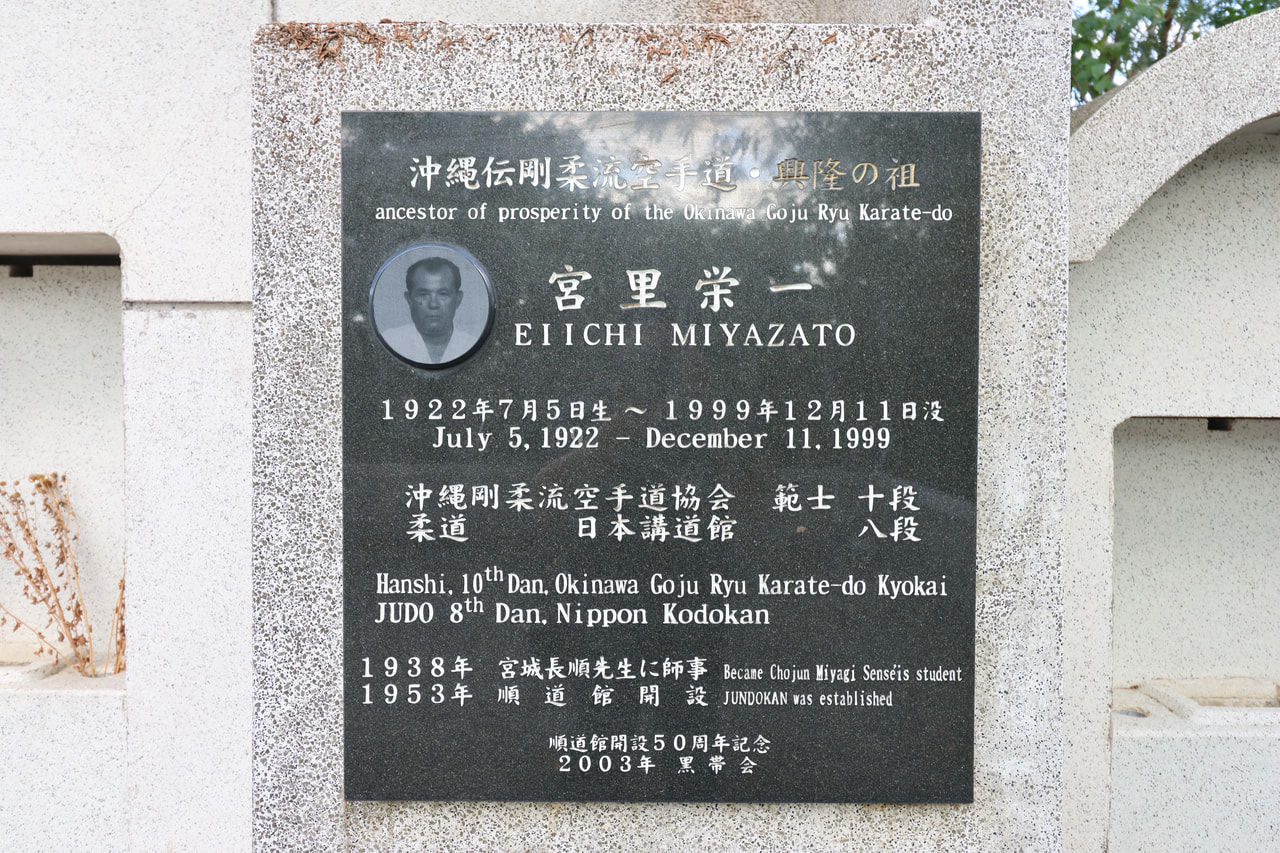 沖縄伝剛柔流空手道・興隆の祖
ancestor of prosperity of the Okinawa Goju Ryu Karate-do
宮里栄一
EIICHI MIYAZATO
1922年7月5日生 ～ 1999年12月11日没
July 5, 1922 - December 11, 1999
沖縄剛柔流空手道協会 範士 十段
柔道 日本講道館 八段
Hanshi, 10th Dan, Okinawa Goju Ryu Karate-do Kyokai
JUDO 8th Dan, Nippon Kodokan
1938年 宮城長順先生に師事 Became Chojun Miyagi Senséis student
1953年 順道館開設 JUNDOKAN was established
順道館開設50周年記念
2003年 黒帯会